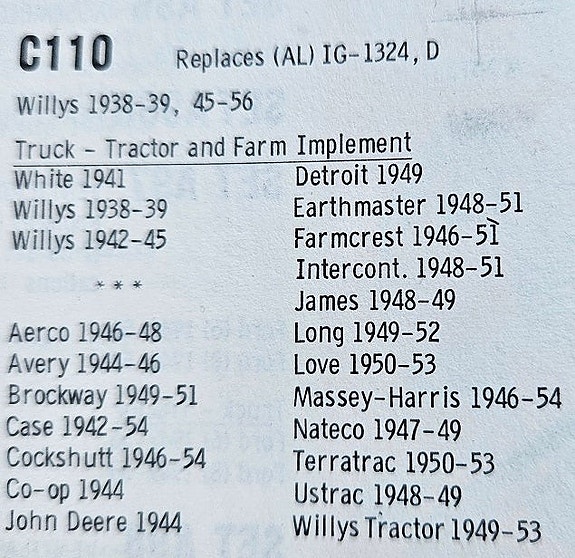 C110 Replaces (AL) IG-1324, D
Willys 1938-39, 45-56
Truck - Tractor and Farm Implement
White 1941
Willys 1938-39
Willys 1942-45
* * *
Aerco 1946-48
Avery 1944-46
Brockway 1949-51
Case 1942-54
Cockshutt 1946-54
Co-op 1944
John Deere 1944
Detroit 1949
Earthmaster 1948-51
Farmcrest 1946-51
Intercont. 1948-51
James 1948-49
Long 1949-52
Love 1950-53
Massey-Harris 1946-54
Nateco 1947-49
Terratrac 1950-53
Ustrac 1948-49
Willys Tractor 1949-53